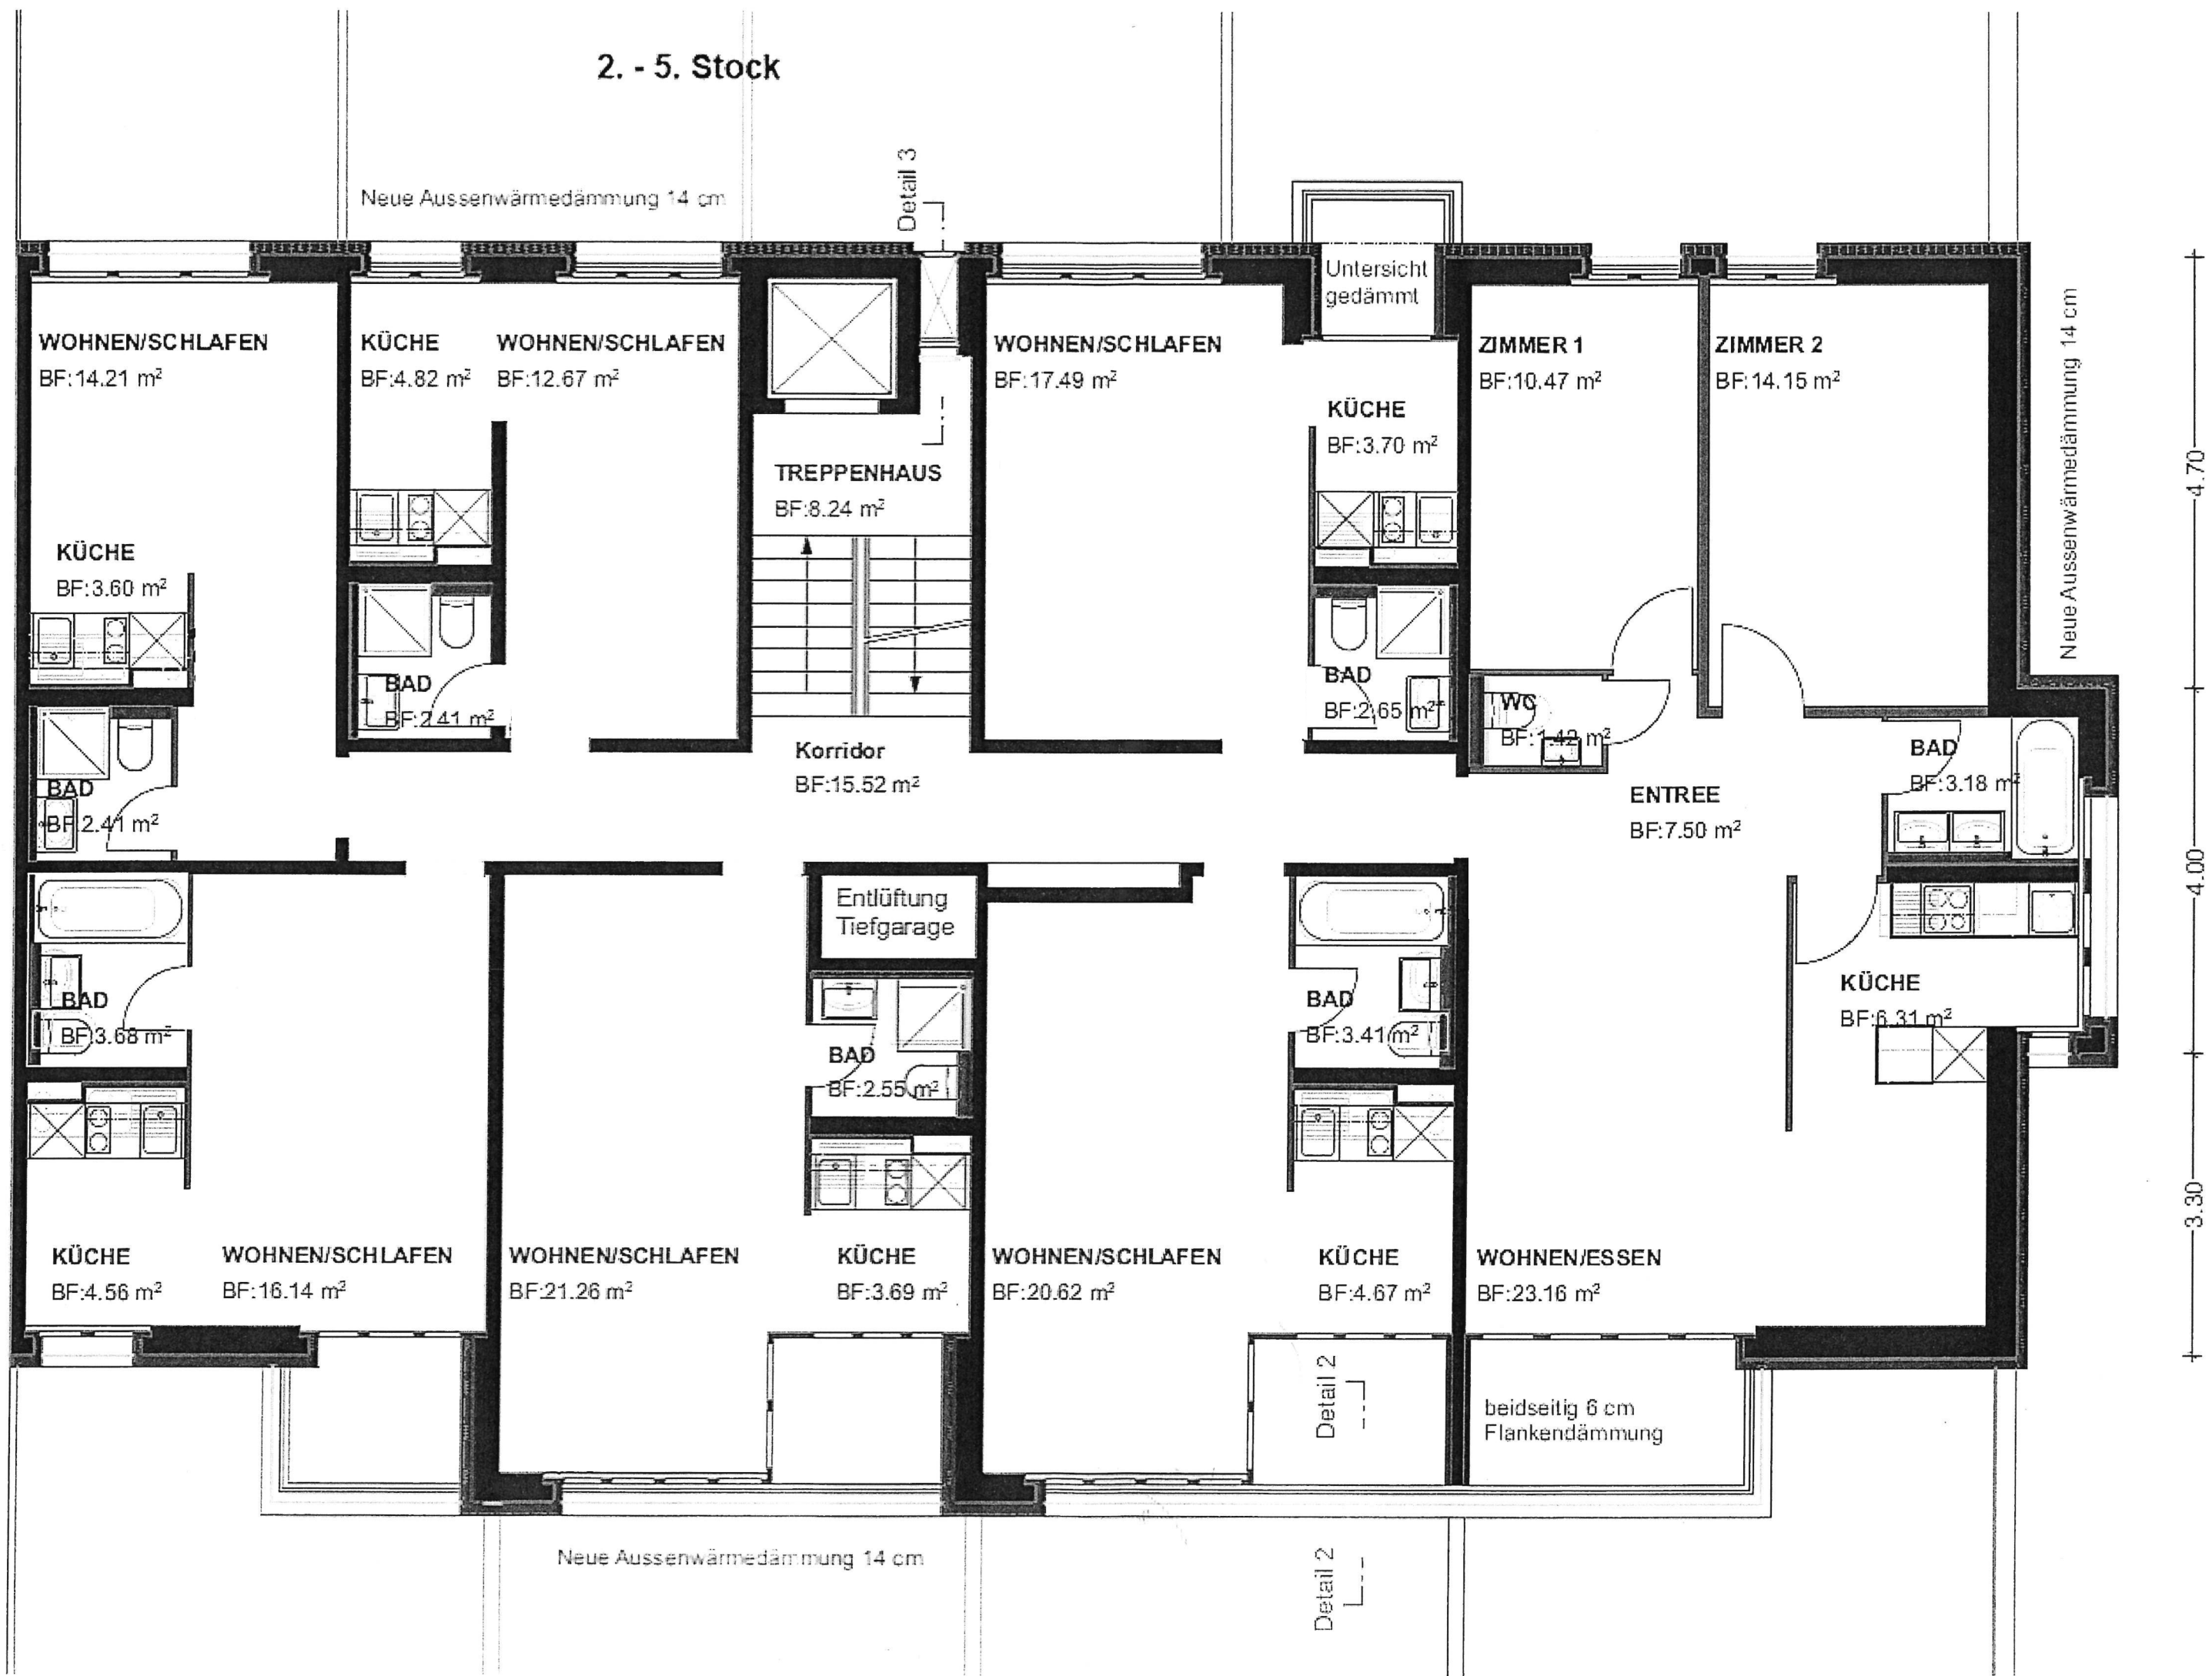 2. - 5. Stock
Detail 3
Neue Aussenwärmedämmung 14 cm
Untersicht
gedämmt
WOHNEN/SCHLAFEN
BF:14.21 m²
KÜCHE
BF:4.82 m²
WOHNEN/SCHLAFEN
BF:12.67 m²
WOHNEN/SCHLAFEN
BF:17.49 m²
KÜCHE
BF:3.70 m²
ZIMMER 1
BF:10.47 m²
ZIMMER 2
BF:14.15 m²
Neue Aussenwärmedämmung 14 cm
4.70
TREPPENHAUS
BF:8.24 m²
KÜCHE
BF:3.60 m²
BAD
BF:2.41 m²
BAD
BF:2.65 m²
WC
BF:1.42 m²
Korridor
BF:15.52 m²
BAD
BF:3.18 m²
BAD
BF:2.41 m²
ENTREE
BF:7.50 m²
4.00
Entlüftung
Tiefgarage
BAD
BF:3.68 m²
BAD
BF:2.55 m²
BAD
BF:3.41 m²
KÜCHE
BF:6.31 m²
3.30
KÜCHE
BF:4.56 m²
WOHNEN/SCHLAFEN
BF:16.14 m²
WOHNEN/SCHLAFEN
BF:21.26 m²
KÜCHE
BF:3.69 m²
WOHNEN/SCHLAFEN
BF:20.62 m²
KÜCHE
BF:4.67 m²
WOHNEN/ESSEN
BF:23.16 m²
Detail 2
beidseitig 6 cm
Flankendämmung
Neue Aussenwärmedämmung 14 cm
Detail 2